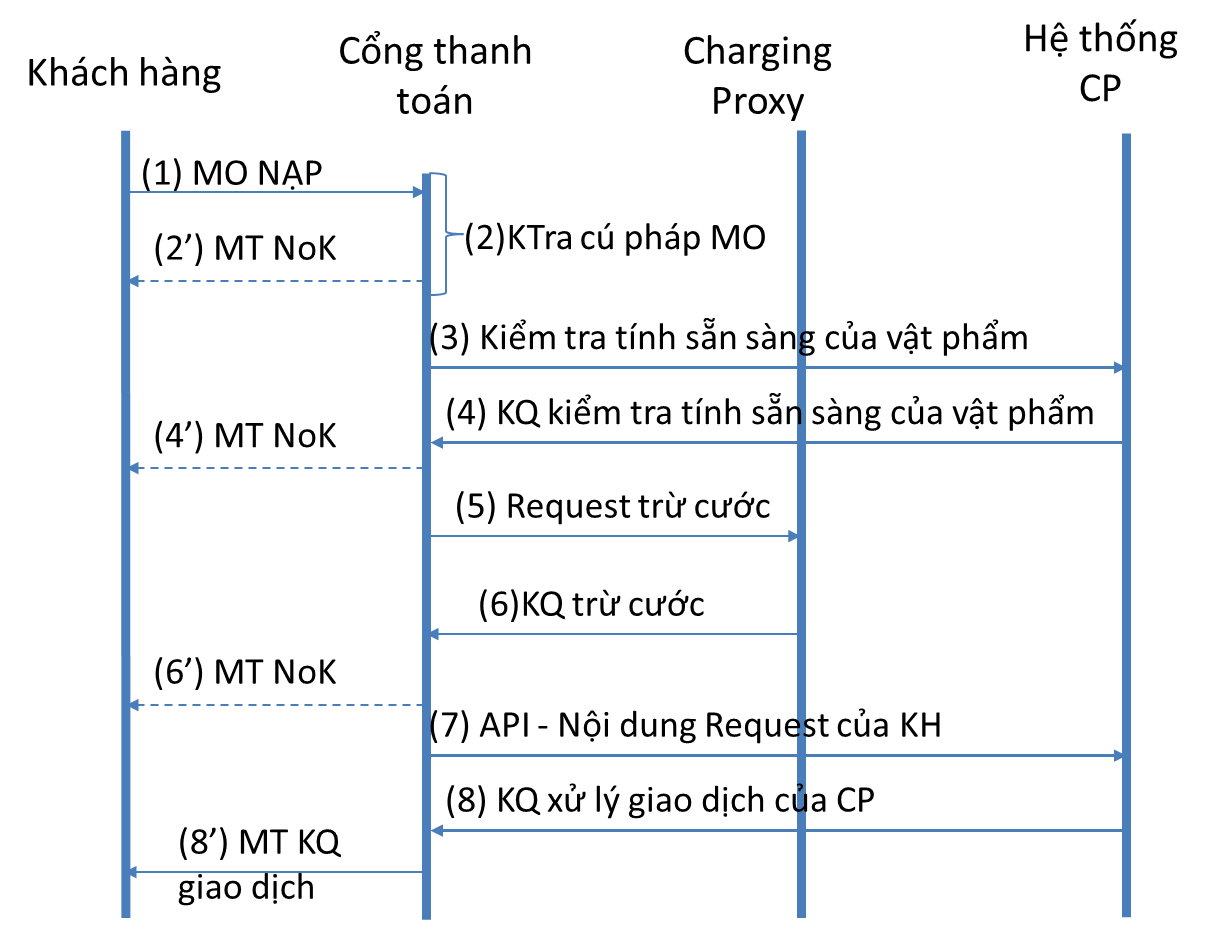 Khách hàng
Cổng thanh
toán
Charging
Proxy
Hệ thống
CP
(1) MO NẠP
(2)KTra cú pháp MO
(2’) MT NoK
(3) Kiểm tra tính sẵn sàng của vật phẩm
(4) KQ kiểm tra tính sẵn sàng của vật phẩm
(4’) MT NoK
(5) Request trừ cước
(6)KQ trừ cước
(6’) MT NoK
(7) API - Nội dung Request của KH
(8) KQ xử lý giao dịch của CP
(8’) MT KQ
giao dịch